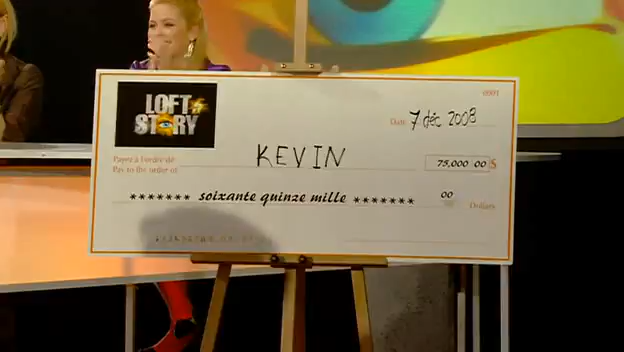 0001
LOFT
STORY
Date 7 déc 2008
Payez à l'ordre de
Pay to the order of
KEVIN
75,000 00 $
******* soixante quinze mille ******* 00
Dollars